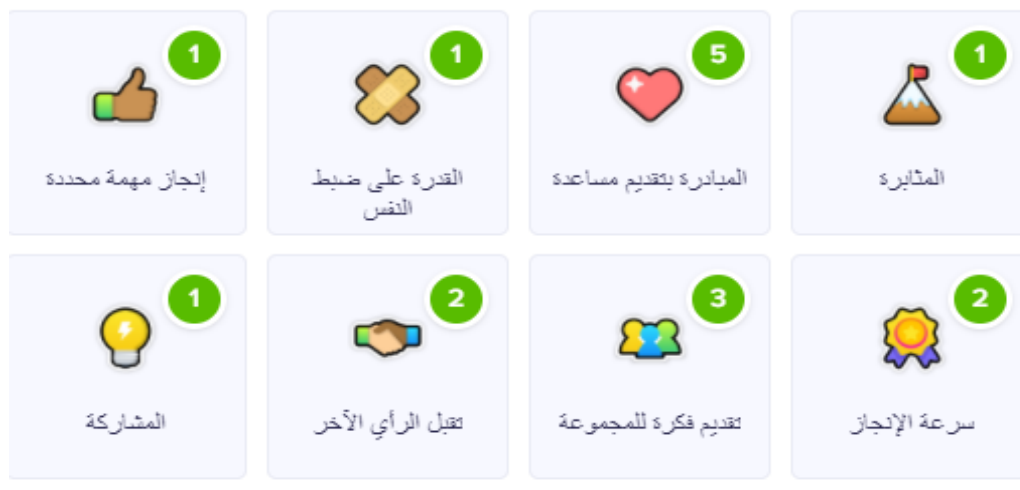 1
المثابرة
5
المبادرة بتقديم مساعدة
1
القدرة على ضبط
النفس
1
إنجاز مهمة محددة
2
سرعة الإنجاز
3
تقديم فكرة للمجموعة
2
تقبل الرأي الآخر
1
المشاركة